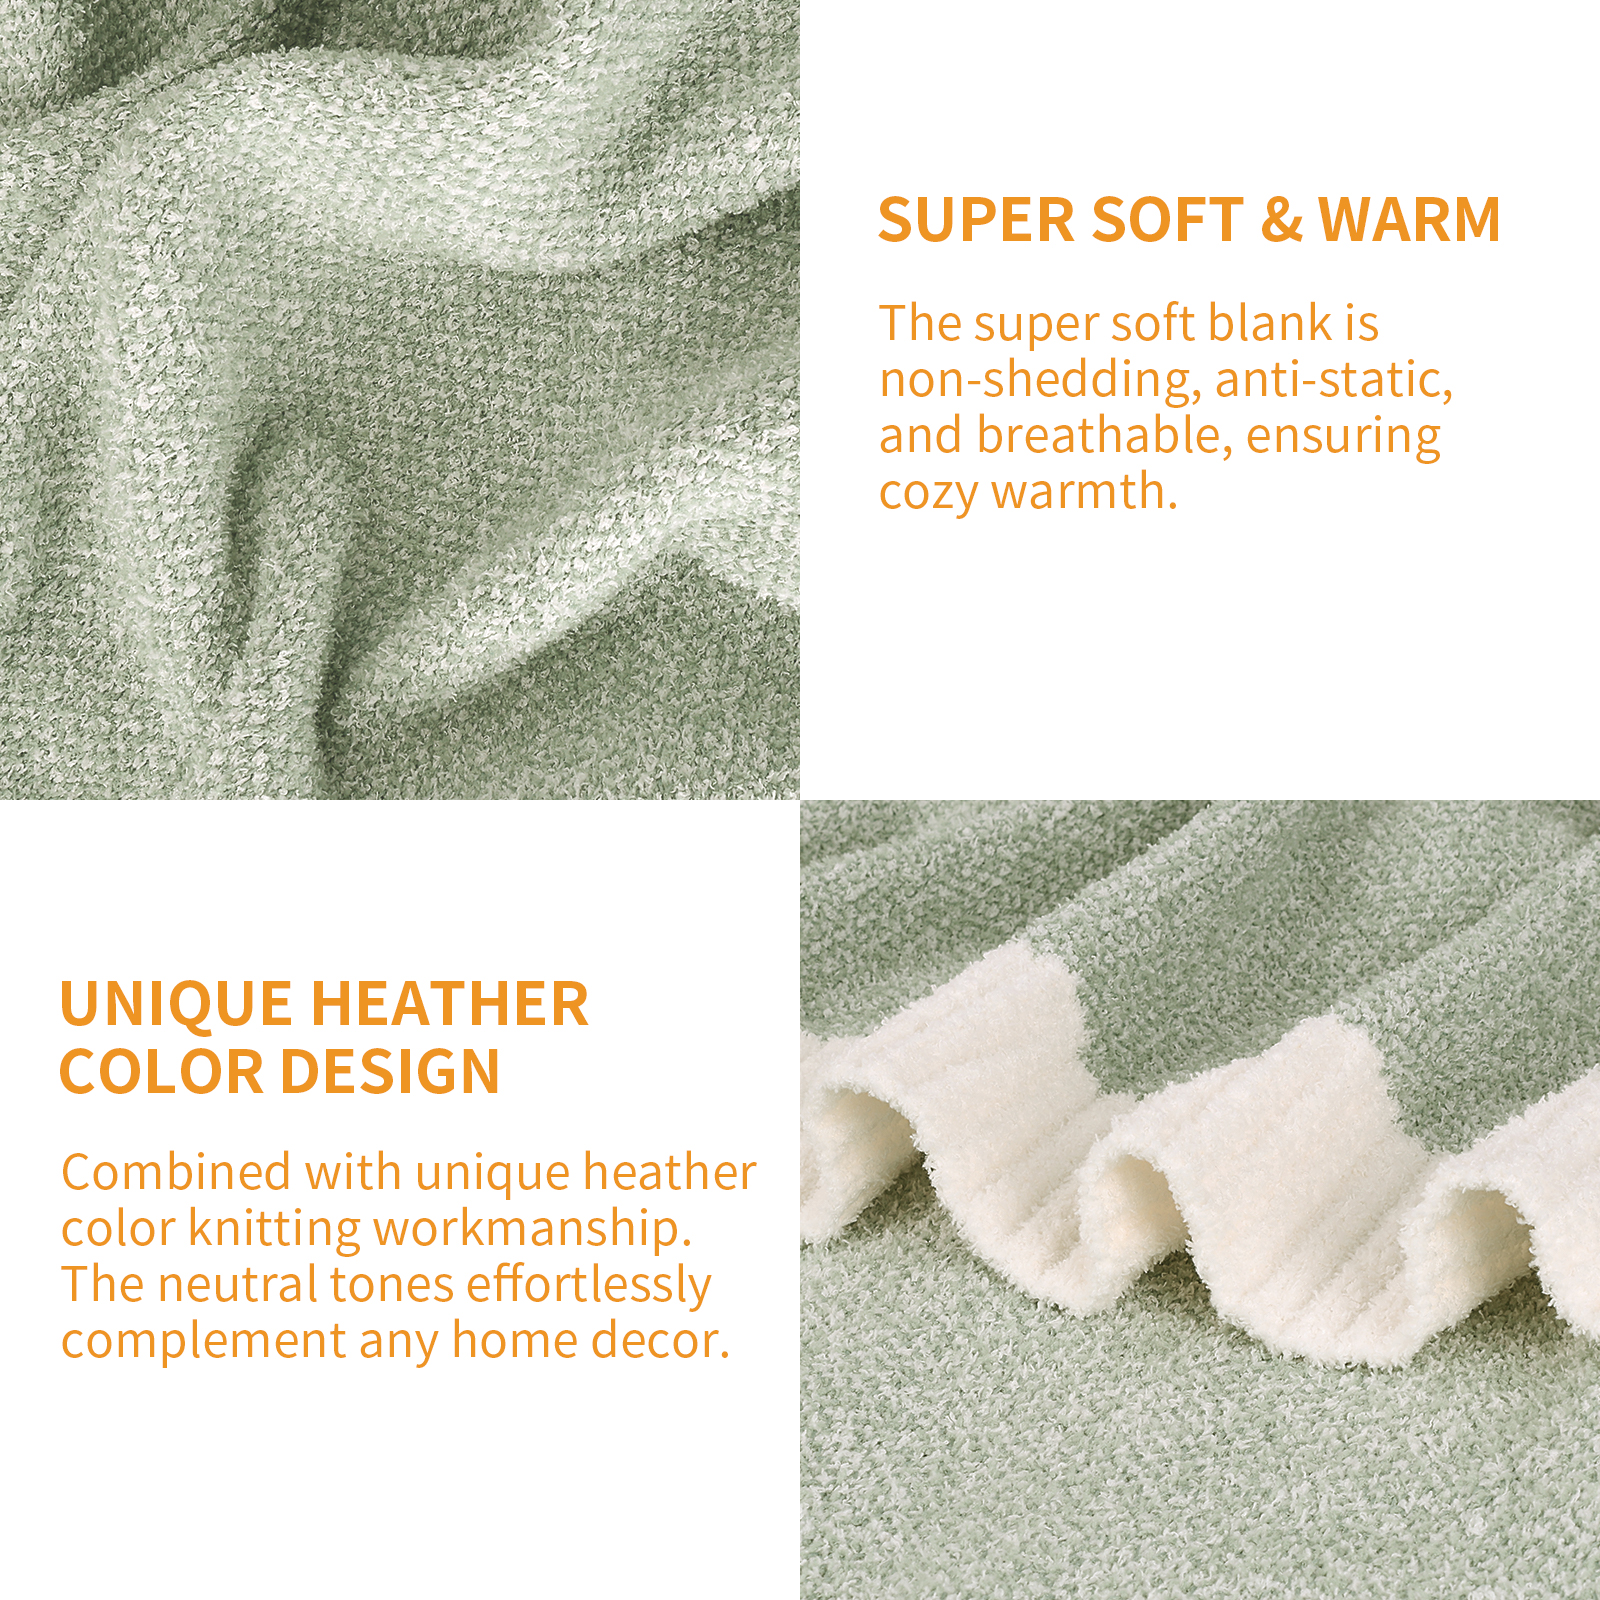 SUPER SOFT & WARM
The super soft blank is
non-shedding, anti-static,
and breathable, ensuring
cozy warmth.
UNIQUE HEATHER
COLOR DESIGN
Combined with unique heather
color knitting workmanship.
The neutral tones effortlessly
complement any home decor.